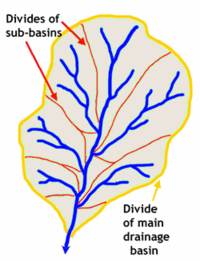 Divides of
sub-basins
Divide
of main
drainage
basin